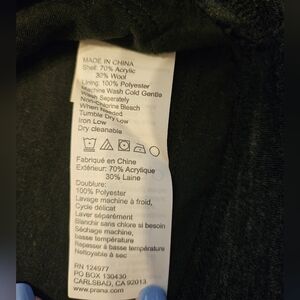 MADE IN CHINA
Shell: 70% Acrylic
30% Wool
Lining: 100% Polyester
Machine Wash Cold Gentle
Wash Separately
Non-Chlorine Bleach
When Needed
Tumble Dry Low
Iron Low
Dry cleanable
Fabriqué en Chine
Extérieur: 70% Acrylique
30% Laine
Doublure:
100% Polyester
Lavage machine à froid,
Cycle délicat
Laver séparément
Blanchir sans chlore si besoin
Séchage machine,
basse température
Repasser à basse température
Nettoyable à sec
RN 124977
PO BOX 130430
CARLSBAD, CA 92013
www.prana.com